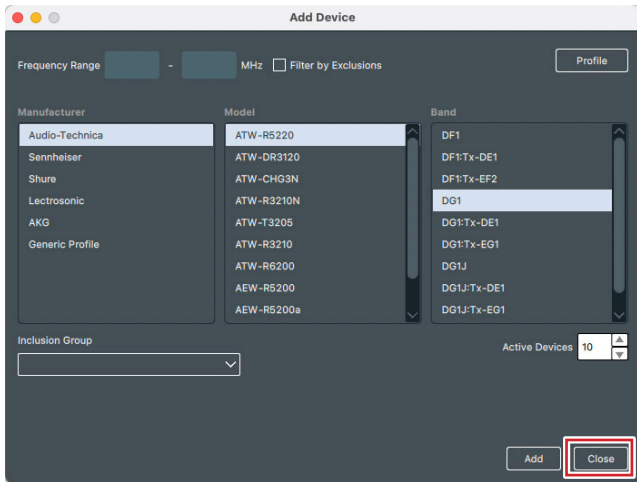 Add Device
Frequency Range - MHz Filter by Exclusions Profile
Manufacturer Model Band
Audio-Technica ATW-R5220 DF1
Sennheiser ATW-DR3120 DF1:Tx-DE1
Shure ATW-CHG3N DF1:Tx-EF2
Lectrosonic ATW-R3210N DG1
AKG ATW-T3205 DG1:Tx-DE1
Generic Profile ATW-R3210 DG1:Tx-EG1
ATW-R6200 DG1J
AEW-R5200 DG1J:Tx-DE1
AEW-R5200a DG1J:Tx-EG1
Inclusion Group
Active Devices 10
Add Close